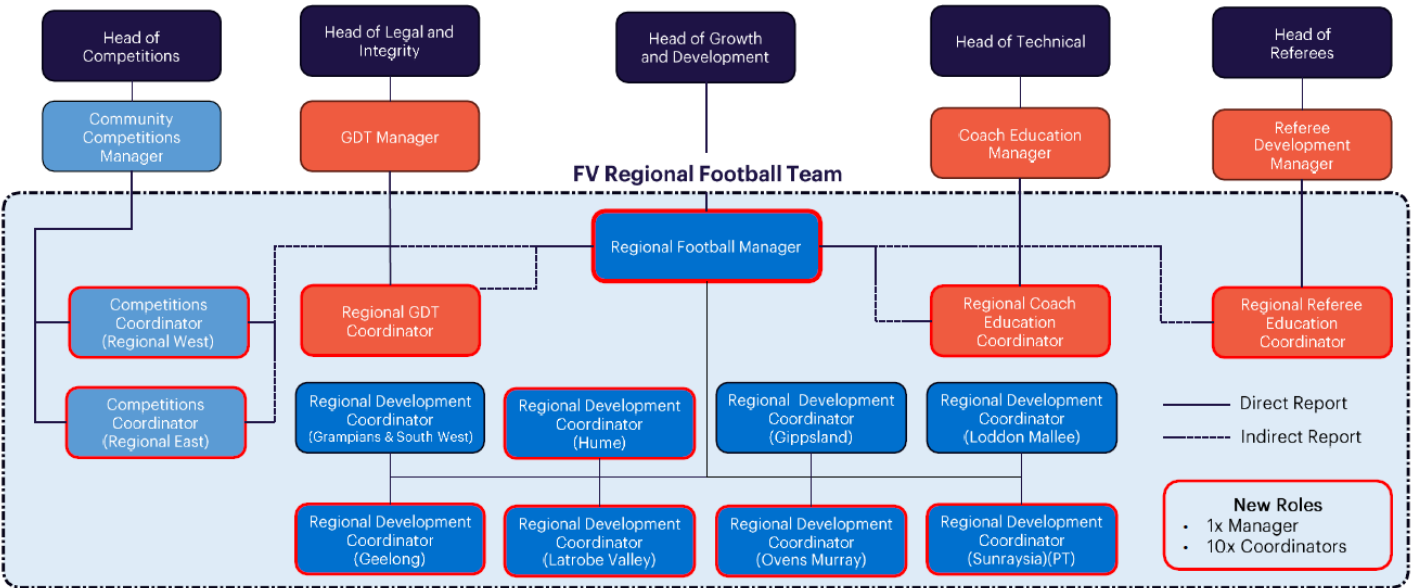 Head of
Competitions
Head of Legal and
Integrity
Head of Growth
and Development
Head of Technical
Head of
Referees
Community
Competitions
Manager
GDT Manager
Coach Education
Manager
Referee
Development
Manager
FV Regional Football Team
Regional Football Manager
Competitions
Coordinator
(Regional West)
Regional GDT
Coordinator
Regional Coach
Education
Coordinator
Regional Referee
Education
Coordinator
Competitions
Coordinator
(Regional East)
Regional Development
Coordinator
(Grampians & South West)
Regional Development
Coordinator
(Hume)
Regional Development
Coordinator
(Gippsland)
Regional Development
Coordinator
(Loddon Mallee)
Direct Report
Indirect Report
Regional Development
Coordinator
(Geelong)
Regional Development
Coordinator
(Latrobe Valley)
Regional Development
Coordinator
(Ovens Murray)
Regional Development
Coordinator
(Sunraysia)(PT)
New Roles
• 1x Manager
• 10x Coordinators